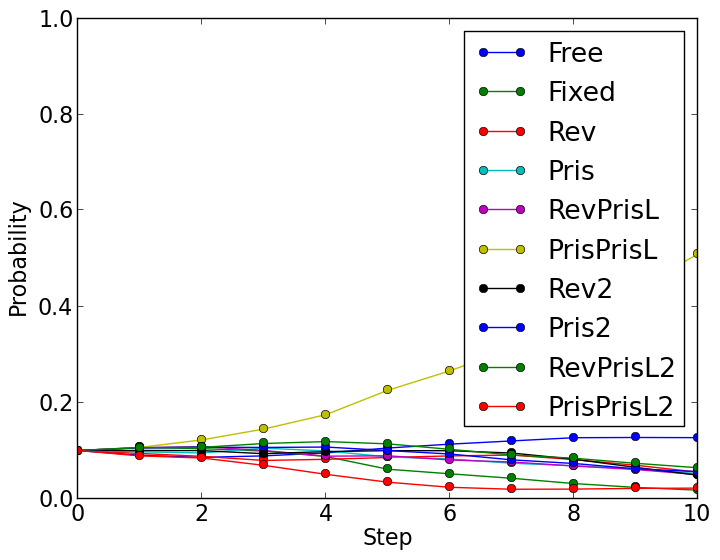 1.0
0.8
0.6
0.4
0.2
0.0
Probability
0
2
4
6
8
10
Step
Free
Fixed
Rev
Pris
RevPrisL
PrisPrisL
Rev2
Pris2
RevPrisL2
PrisPrisL2